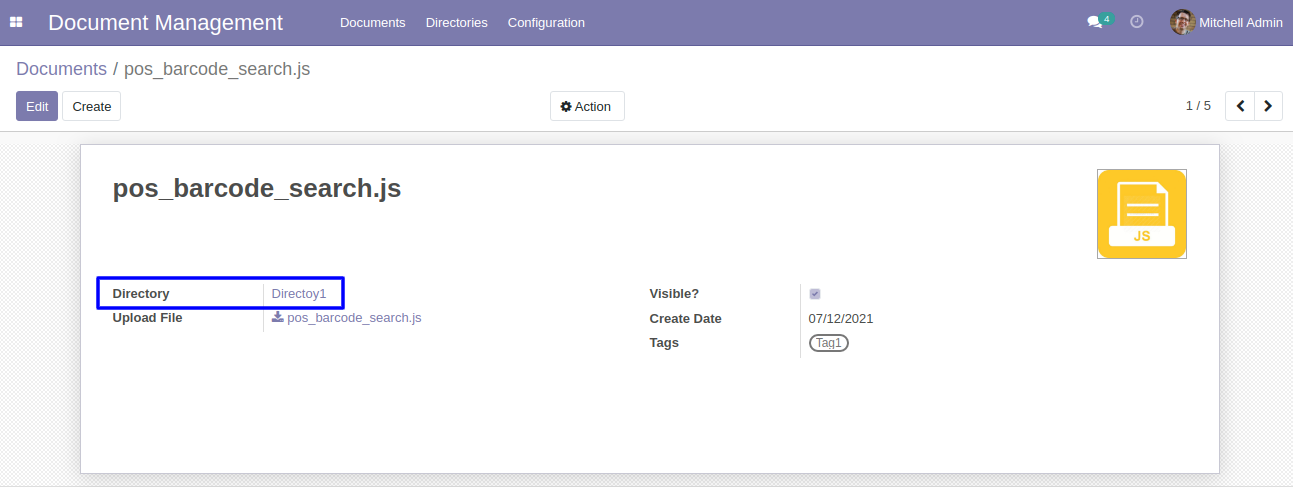 Document Management Documents Directories Configuration 4 Mitchell Admin
Documents / pos_barcode_search.js
Edit Create Action 1 / 5
pos_barcode_search.js
JS
Directory Directoy1 Visible?
Upload File pos_barcode_search.js Create Date 07/12/2021
Tags Tag1